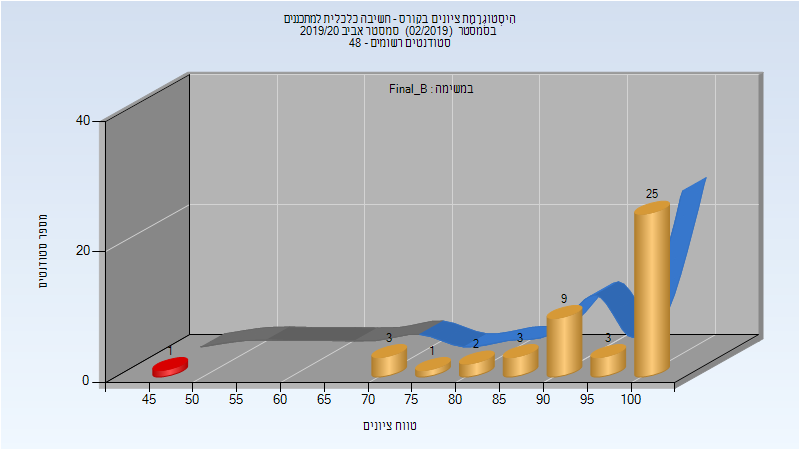 היסטוגרמת ציונים בקורס - חשיבה כלכלית למתכננים
בסמסטר (02/2019) סמסטר אביב 2019/20
סטודנטים רשומים - 48
במשימה : Final_B
מספר סטודנטים
40
20
0
1
3
1
2
3
9
3
25
45 50 55 60 65 70 75 80 85 90 95 100
טווח ציונים